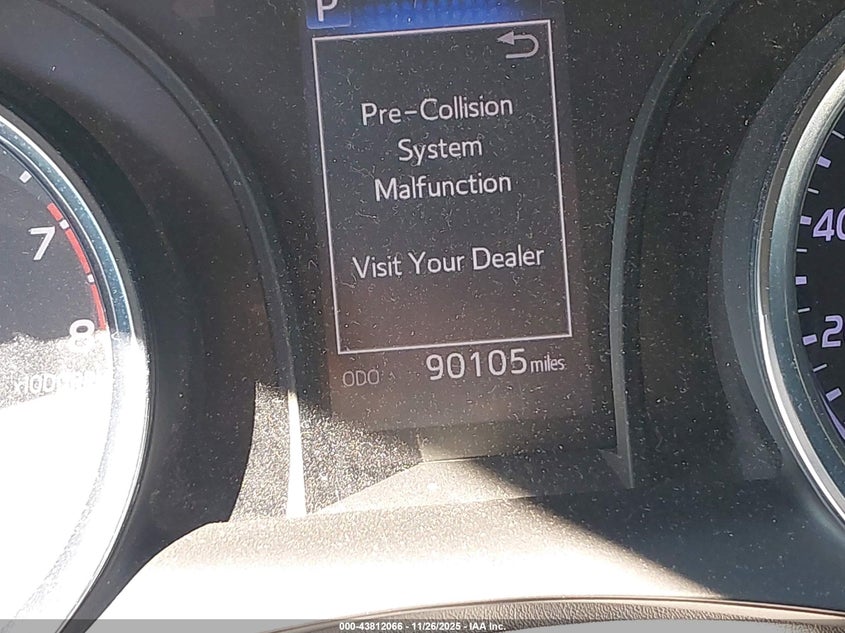 P
Pre-Collision
System
Malfunction
Visit Your Dealer
ODO 90105 miles
7
8
40
20
000-43812066 - 11/26/2025 - IAA Inc.